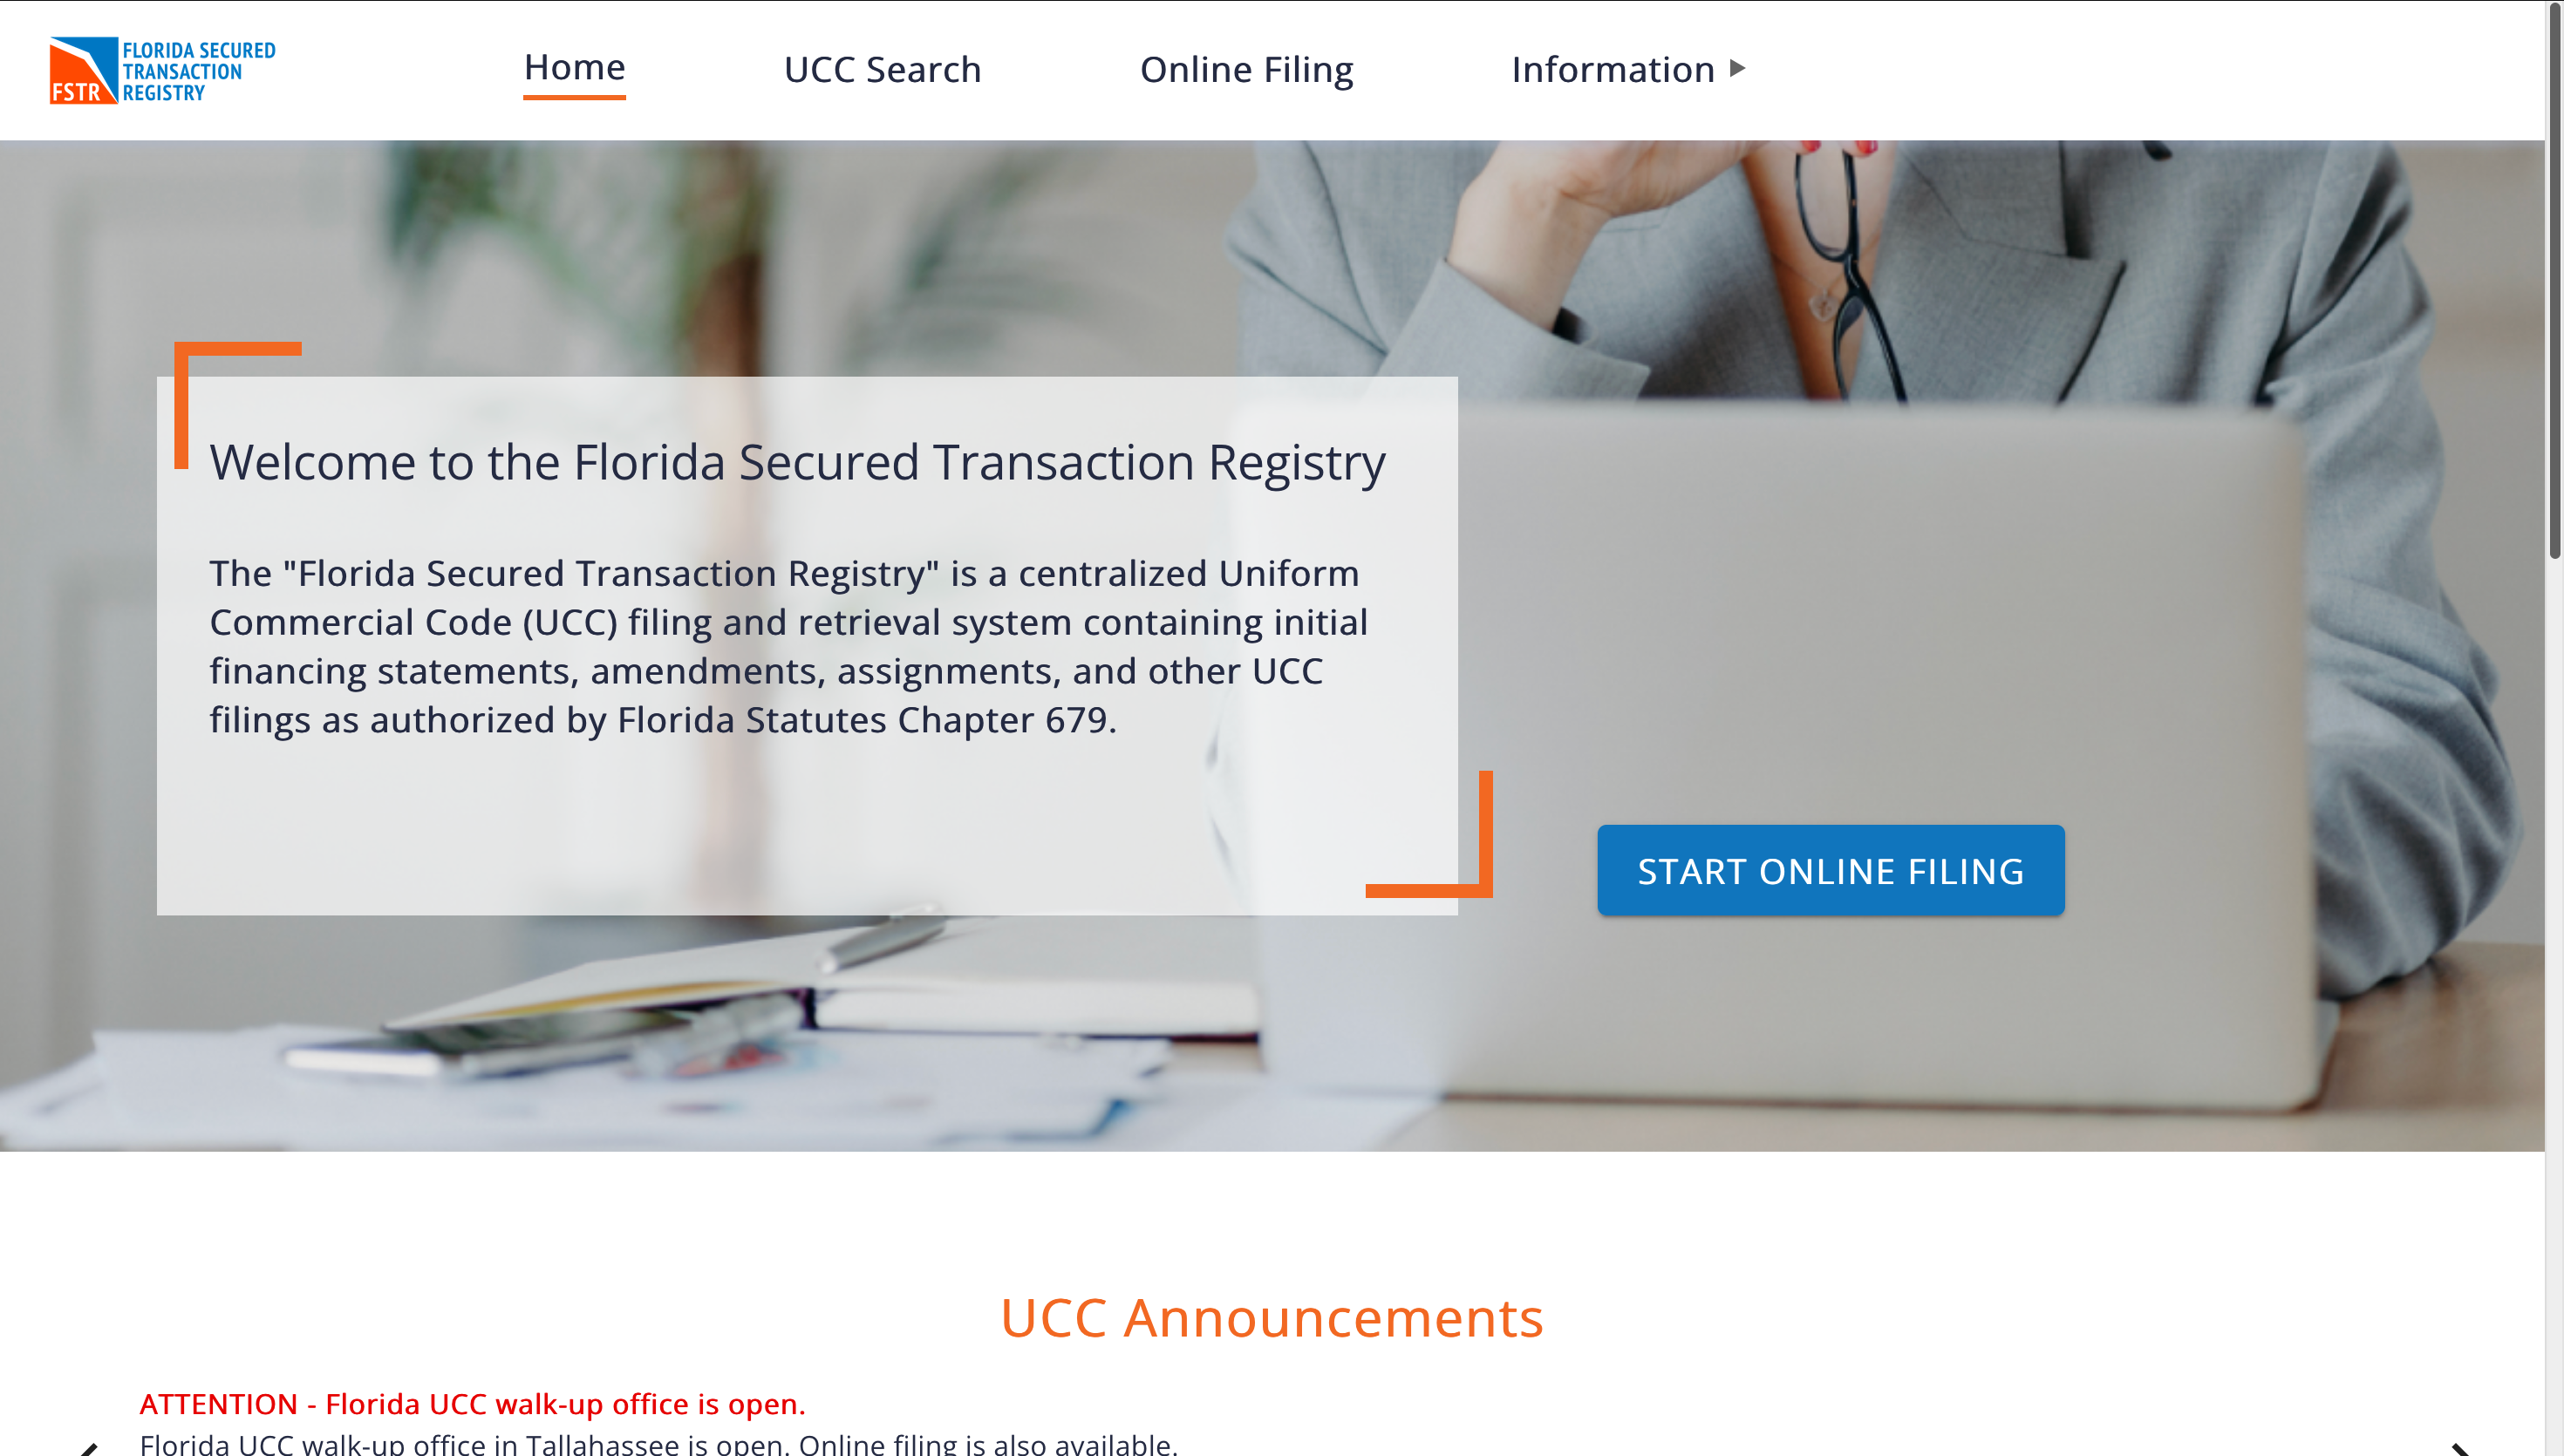 FSTR
FLORIDA SECURED
TRANSACTION
REGISTRY
Home
UCC Search
Online Filing
Information
Welcome to the Florida Secured Transaction Registry
The "Florida Secured Transaction Registry" is a centralized Uniform
Commercial Code (UCC) filing and retrieval system containing initial
financing statements, amendments, assignments, and other UCC
filings as authorized by Florida Statutes Chapter 679.
START ONLINE FILING
UCC Announcements
ATTENTION - Florida UCC walk-up office is open.
Florida UCC walk-up office in Tallahassee is open. Online filing is also available.